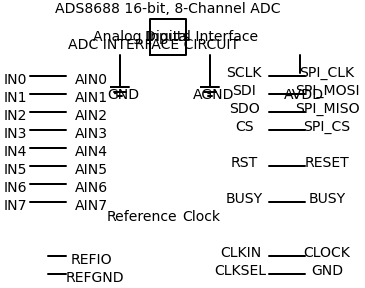 ADS8688 16-bit, 8-Channel ADC
Analog Inputs
Digital Interface
ADC INTERFACE CIRCUIT
GND
AGND
AVDD
IN0 AIN0
IN1 AIN1
IN2 AIN2
IN3 AIN3
IN4 AIN4
IN5 AIN5
IN6 AIN6
IN7 AIN7
SCLK SPI_CLK
SDI SPI_MOSI
SDO SPI_MISO
CS SPI_CS
RST RESET
BUSY BUSY
Reference
Clock
REFIO
REFGND
CLKIN CLOCK
CLKSEL GND